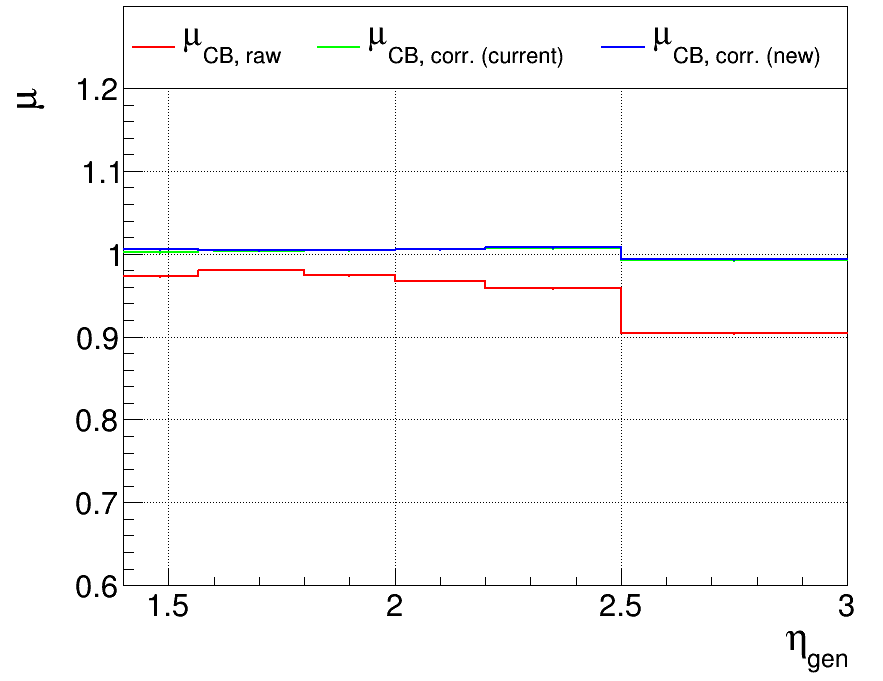 μCB, raw μCB, corr. (current) μCB, corr. (new)
μ
1.2
1.1
1
0.9
0.8
0.7
0.6
1.5 2 2.5 3
ηgen